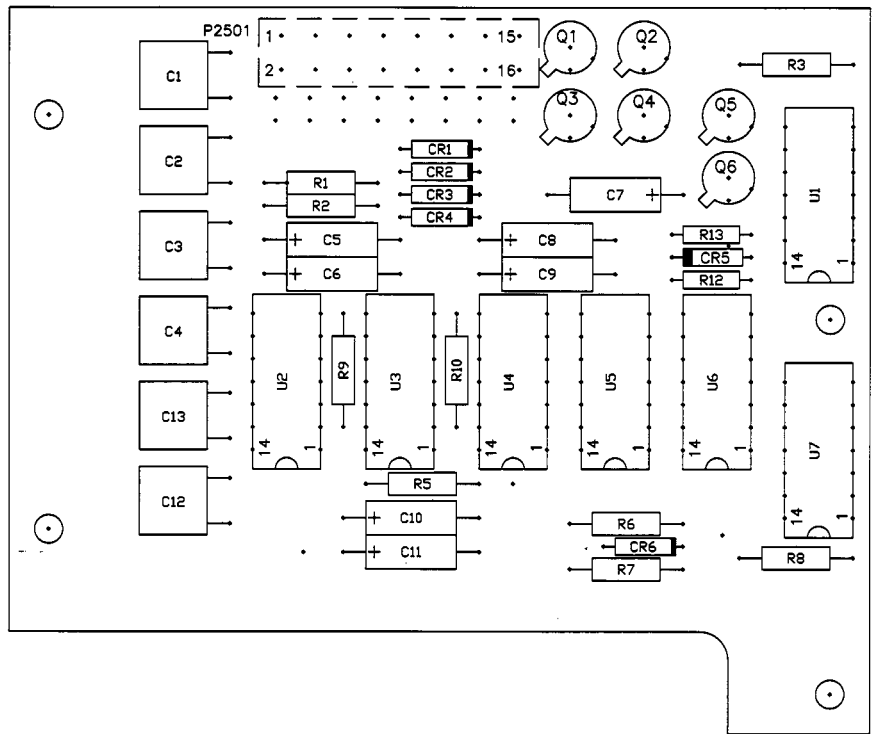 P2501 1 15 Q1 Q2
2 16 R3
C1
Q3 Q4 Q5
CR1
C2 CR2 Q6
R1 CR3 C7 + U1
R2 CR4
C3 + C5 + C8 R13
+ C6 + C9 CR5
R12 14 1
C4
U2 R9 U3 R10 U4 U5 U6
C13
14 1 14 1 14 1 14 1 14 1 U7
R5
C12 + C10 R6 14 1
+ C11 CR6 R8
R7